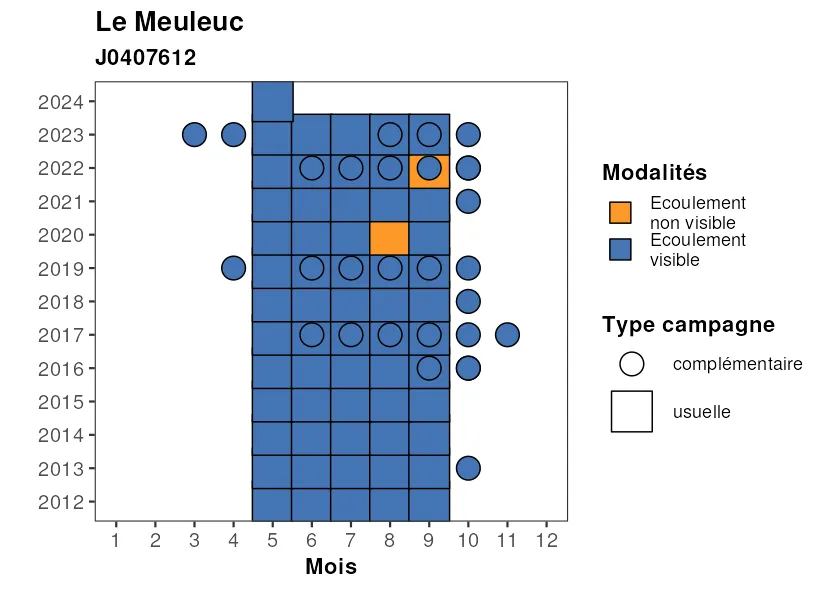 Le Meuleuc
J0407612
2024
2023
2022
2021
2020
2019
2018
2017
2016
2015
2014
2013
2012
1 2 3 4 5 6 7 8 9 10 11 12
Mois
Modalités
Ecoulement
non visible
Ecoulement
visible
Type campagne
complémentaire
usuelle